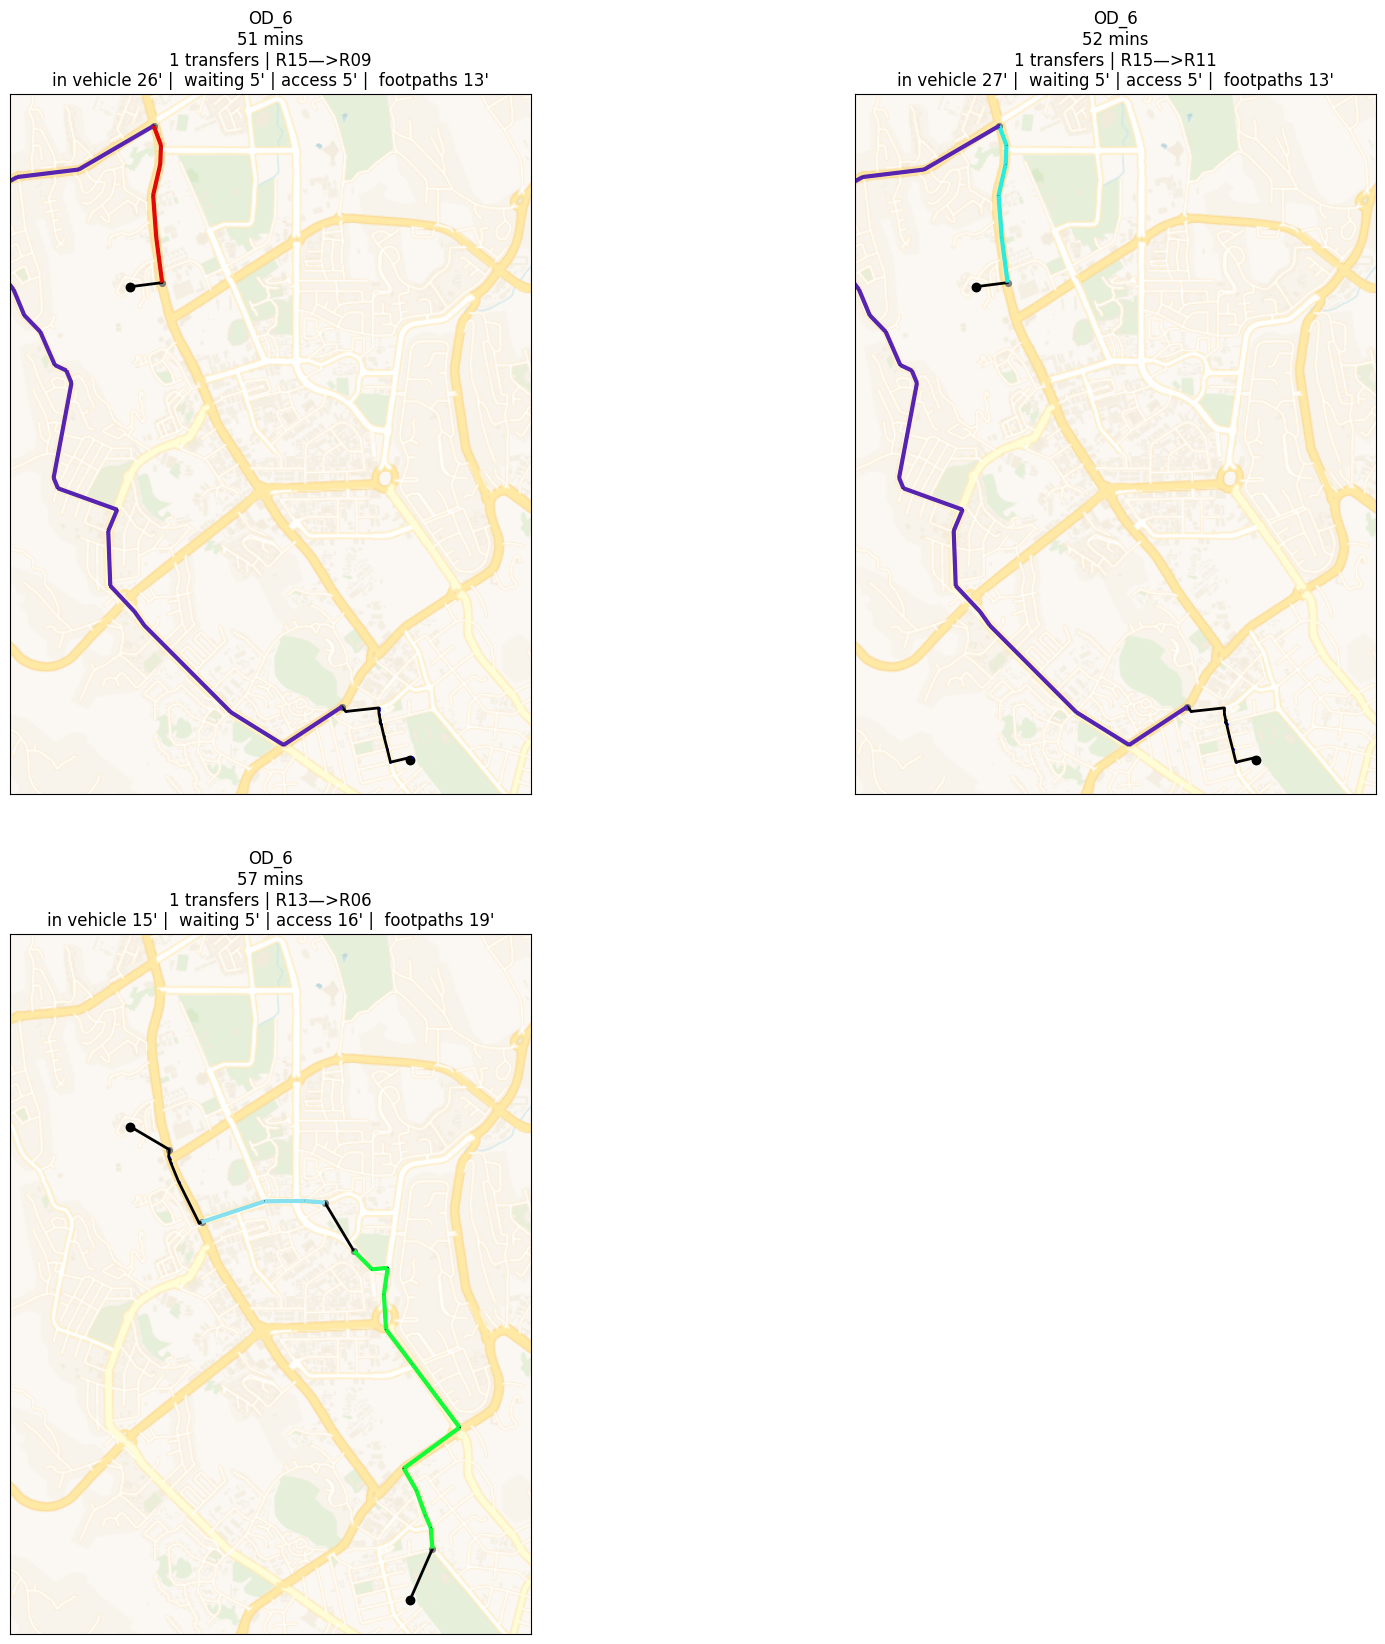 OD_6
51 mins
1 transfers | R15—>R09
in vehicle 26' |  waiting 5' | access 5' |  footpaths 13'
OD_6
52 mins
1 transfers | R15—>R11
in vehicle 27' |  waiting 5' | access 5' |  footpaths 13'
OD_6
57 mins
1 transfers | R13—>R06
in vehicle 15' |  waiting 5' | access 16' |  footpaths 19'